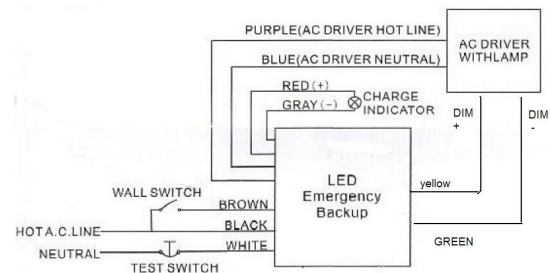 PURPLE(AC DRIVER HOT LINE)
BLUE(AC DRIVER NEUTRAL)
AC DRIVER
WITHLAMP
RED(+)
GRAY(−)
CHARGE
INDICATOR
DIM
+
DIM
-
LED
Emergency
Backup
yellow
GREEN
WALL SWITCH
BROWN
HOT A.C.LINE
BLACK
NEUTRAL
WHITE
TEST SWITCH